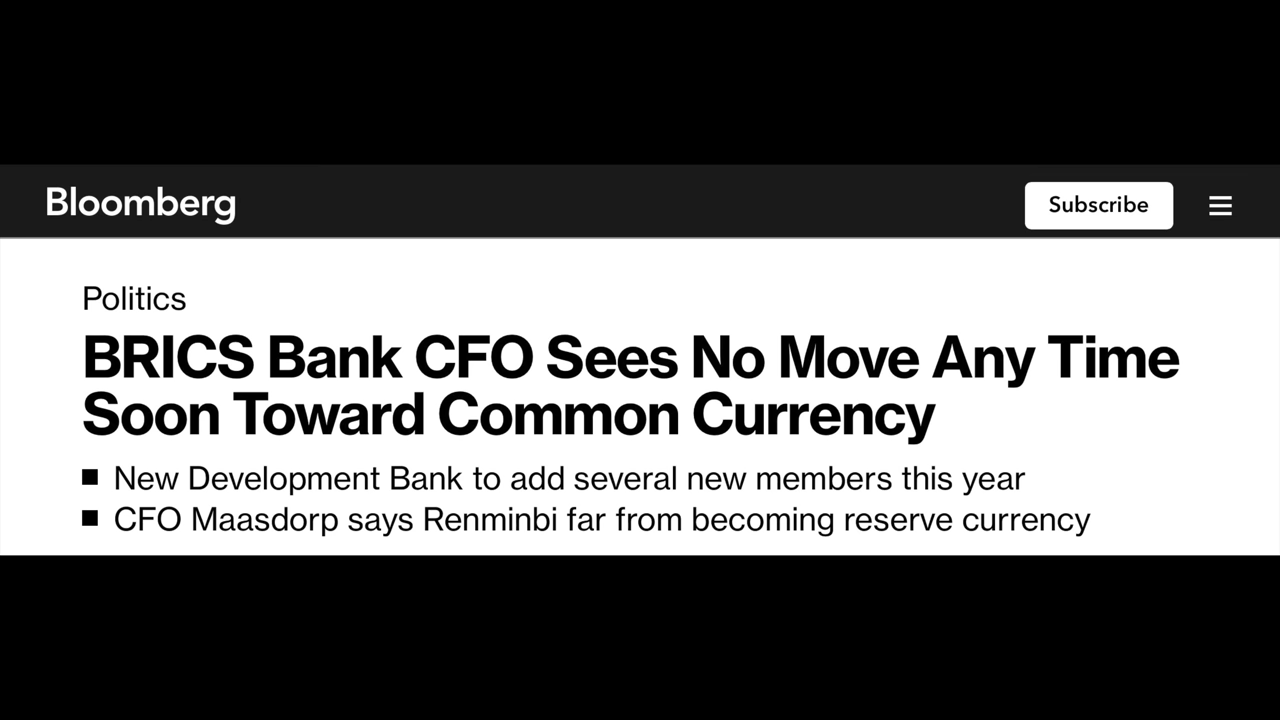 Bloomberg
Subscribe
Politics
BRICS Bank CFO Sees No Move Any Time
Soon Toward Common Currency
■ New Development Bank to add several new members this year
■ CFO Maasdorp says Renminbi far from becoming reserve currency